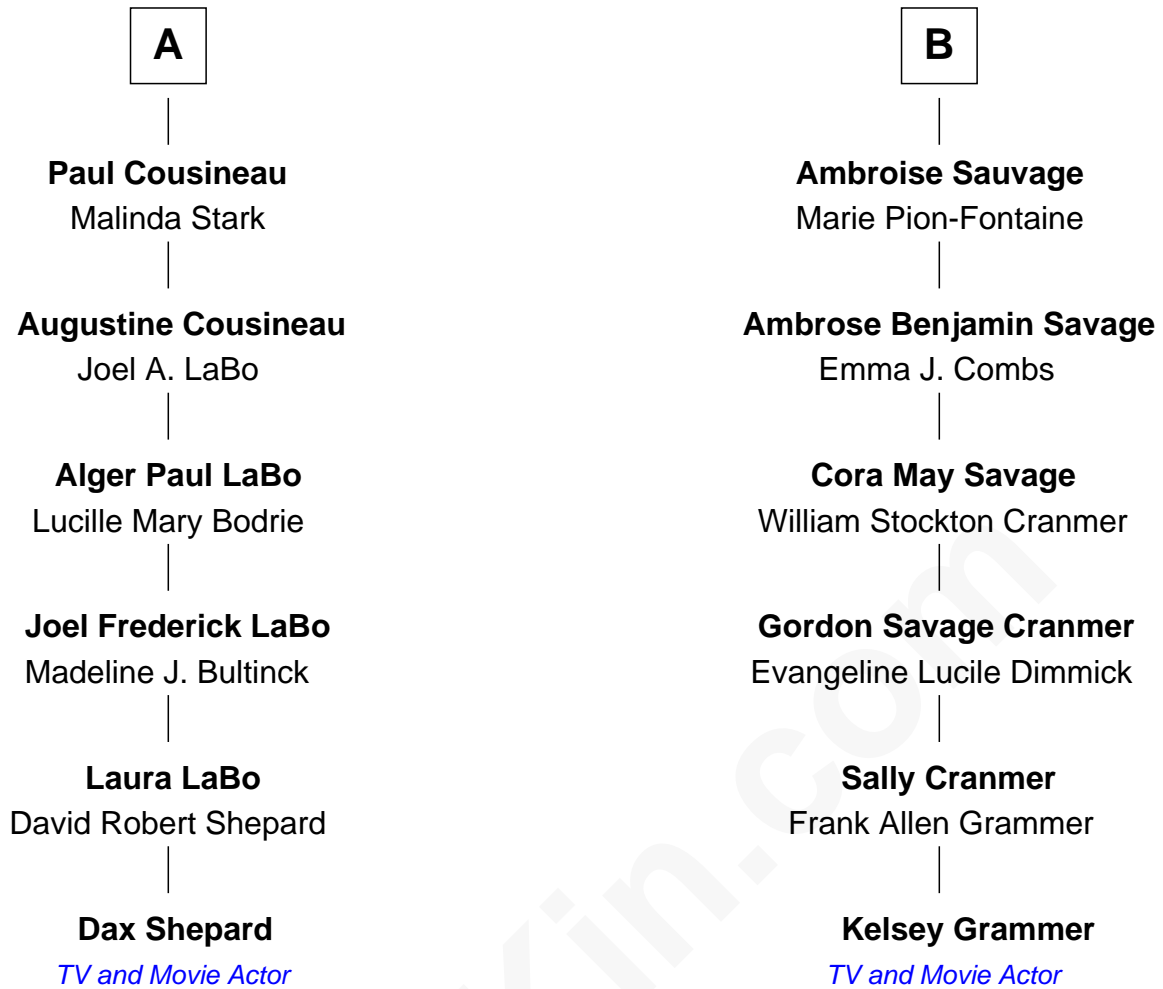 A
Paul Cousineau
Malinda Stark
Augustine Cousineau
Joel A. LaBo
Alger Paul LaBo
Lucille Mary Bodrie
Joel Frederick LaBo
Madeline J. Bultinck
Laura LaBo
David Robert Shepard
Dax Shepard
TV and Movie Actor
B
Ambroise Sauvage
Marie Pion-Fontaine
Ambrose Benjamin Savage
Emma J. Combs
Cora May Savage
William Stockton Cranmer
Gordon Savage Cranmer
Evangeline Lucile Dimmick
Sally Cranmer
Frank Allen Grammer
Kelsey Grammer
TV and Movie Actor